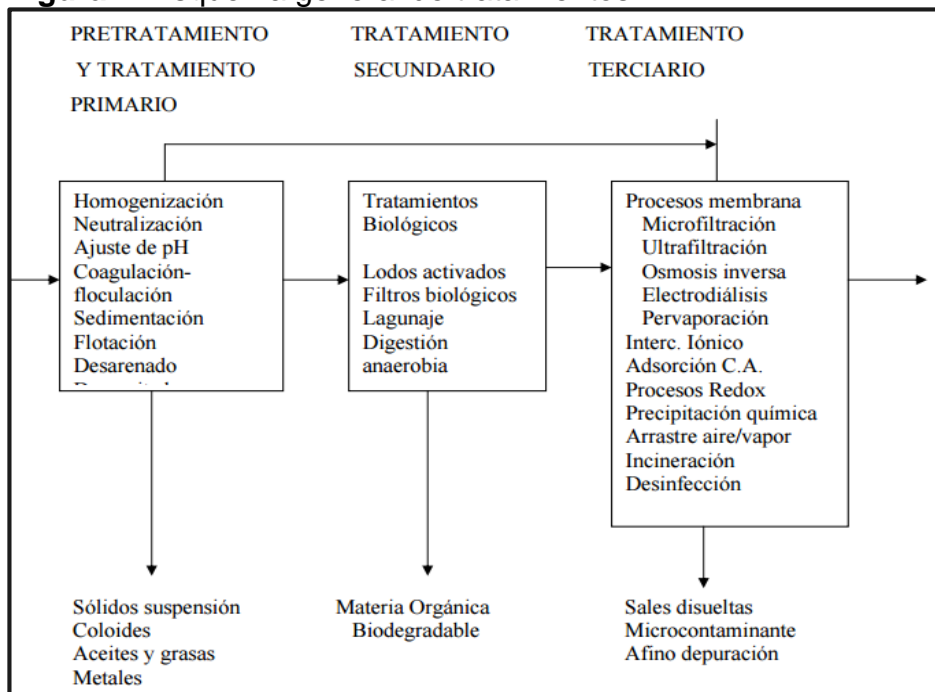 PRETRATAMIENTO
Y TRATAMIENTO
PRIMARIO
TRATAMIENTO
SECUNDARIO
TRATAMIENTO
TERCIARIO
Homogenización
Neutralización
Ajuste de pH
Coagulación-
floculación
Sedimentación
Flotación
Desarenado
Tratamientos
Biológicos
Lodos activados
Filtros biológicos
Lagunaje
Digestión
anaerobia
Procesos membrana
Microfiltración
Ultrafiltración
Osmosis inversa
Electrodiálisis
Pervaporación
Interc. Iónico
Adsorción C.A.
Procesos Redox
Precipitación química
Arrastre aire/vapor
Incineración
Desinfección
Sólidos suspensión
Coloides
Aceites y grasas
Metales
Materia Orgánica
Biodegradable
Sales disueltas
Microcontaminante
Afino depuración